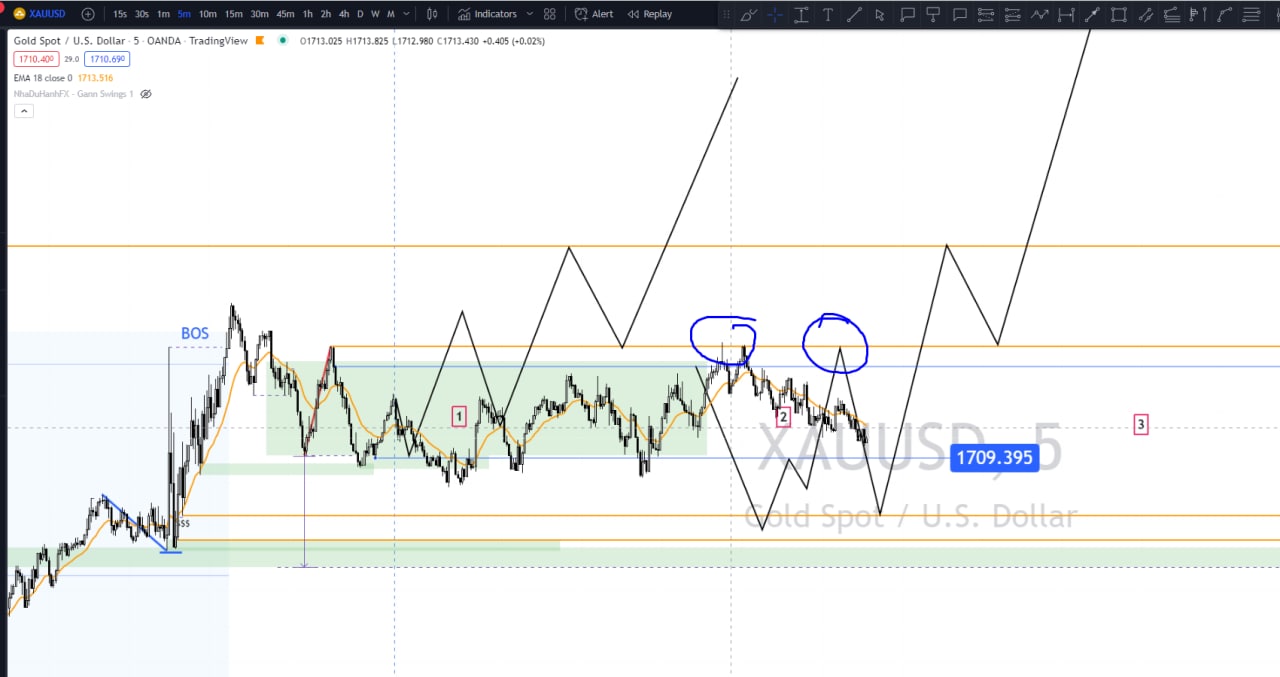 XAUUSD 15s 30s 1m 5m 10m 15m 30m 45m 1h 2h 4h D W M Indicators Alert Replay
Gold Spot / U.S. Dollar · 5 · OANDA · TradingView O1713.025 H1713.825 L1712.980 C1713.430 +0.405 (+0.02%)
1710.400 29.0 1710.690
EMA 18 close 0 1713.516
NhaDuHanhFX - Gann Swings 1
BOS
1
2
3
XAUUSD, 5
1709.395
Gold Spot / U.S. Dollar
$$$